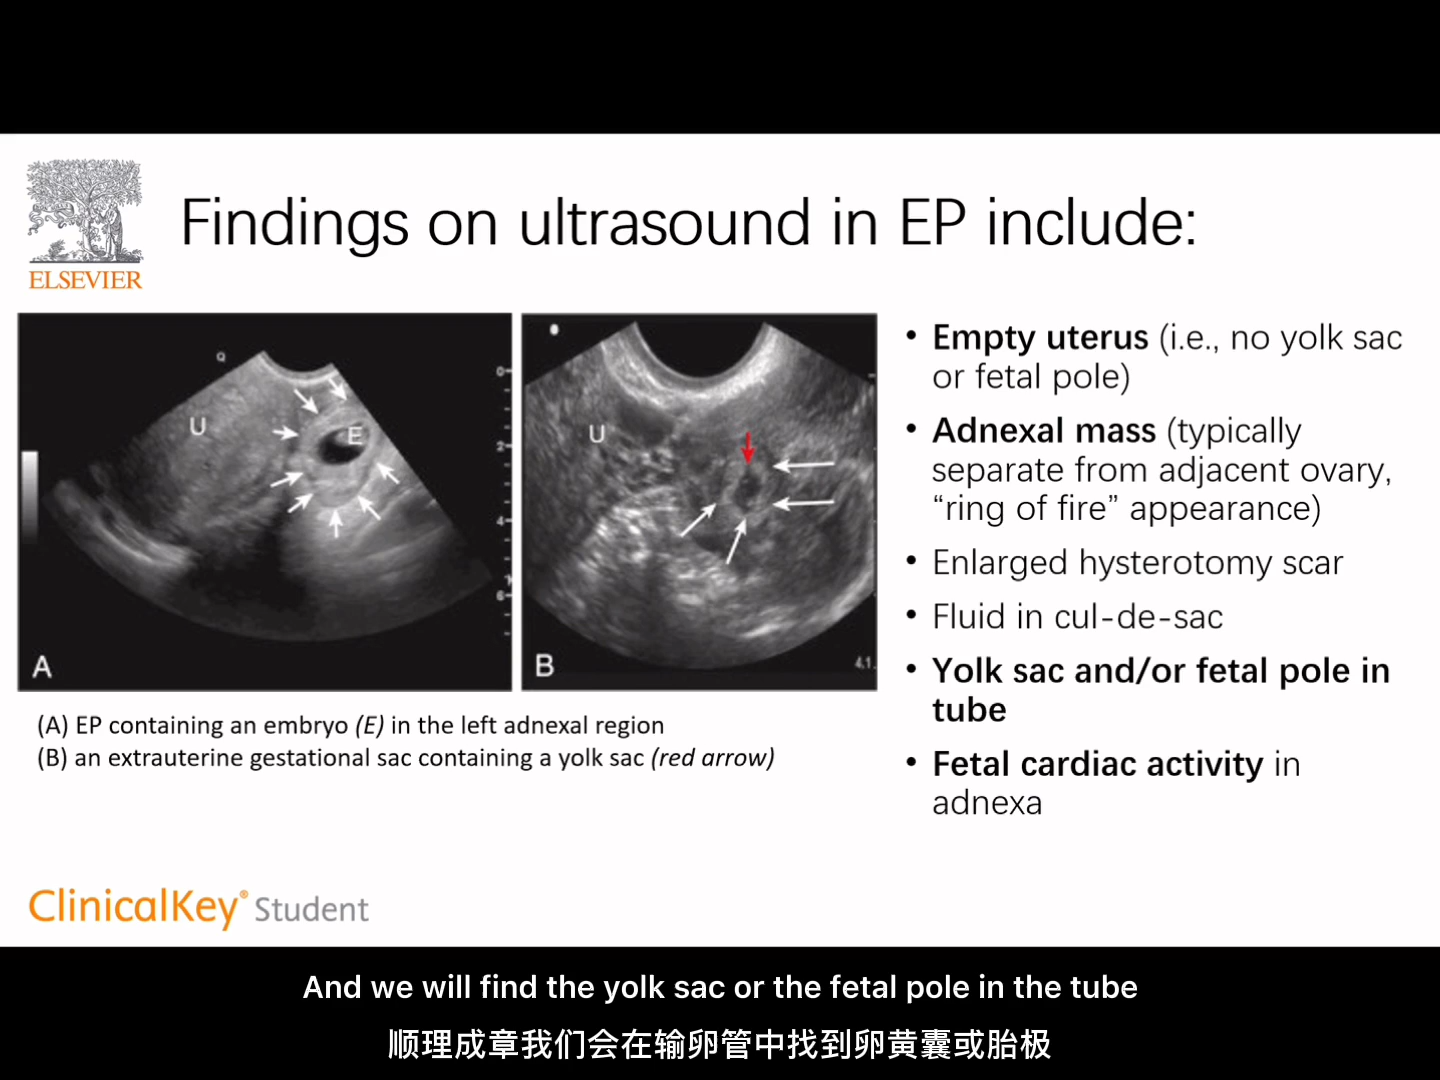 ELSEVIER
Findings on ultrasound in EP include:
Q
U
E
0
2
4
6
A
U
B
4.1.
(A) EP containing an embryo (E) in the left adnexal region
(B) an extrauterine gestational sac containing a yolk sac (red arrow)
• Empty uterus (i.e., no yolk sac
or fetal pole)
• Adnexal mass (typically
separate from adjacent ovary,
“ring of fire” appearance)
• Enlarged hysterotomy scar
• Fluid in cul-de-sac
• Yolk sac and/or fetal pole in
tube
• Fetal cardiac activity in
adnexa
ClinicalKey® Student
And we will find the yolk sac or the fetal pole in the tube
顺理成章我们会在输卵管中找到卵黄囊或胎极